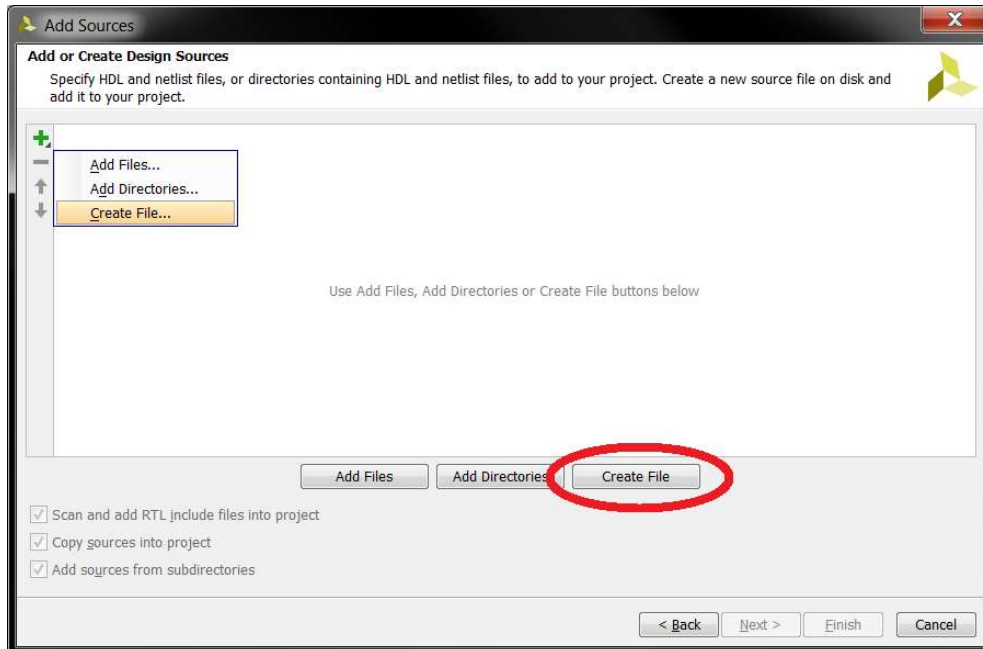 Add Sources
Add or Create Design Sources
Specify HDL and netlist files, or directories containing HDL and netlist files, to add to your project. Create a new source file on disk and
add it to your project.
Add Files...
Add Directories...
Create File...
Use Add Files, Add Directories or Create File buttons below
Add Files Add Directories Create File
Scan and add RTL include files into project
Copy sources into project
Add sources from subdirectories
< Back Next > Finish Cancel